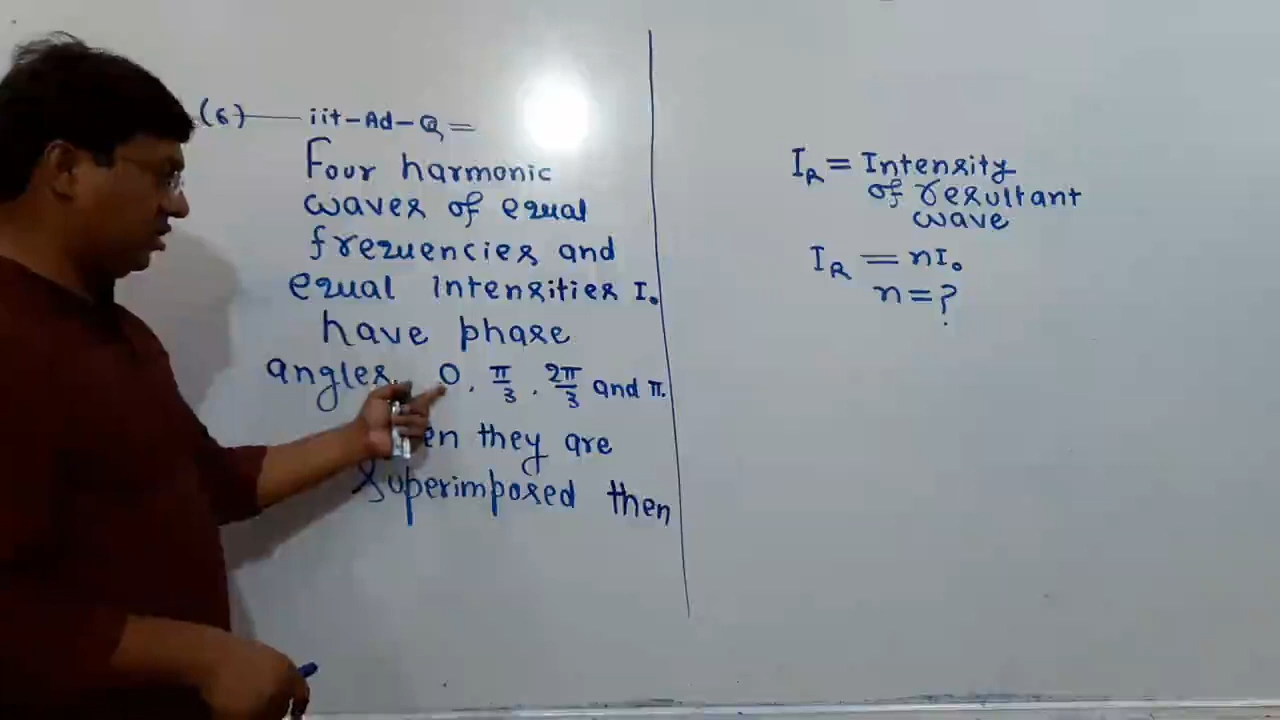 (6) — iit-Ad-Q =
Four harmonic
waves of equal
frequencies and
equal intensities I₀
have phase
angles 0, π/3, 2π/3 and π.
they are
superimposed then
I_R = Intensity
of resultant
wave
I_R = nI₀
n = ?